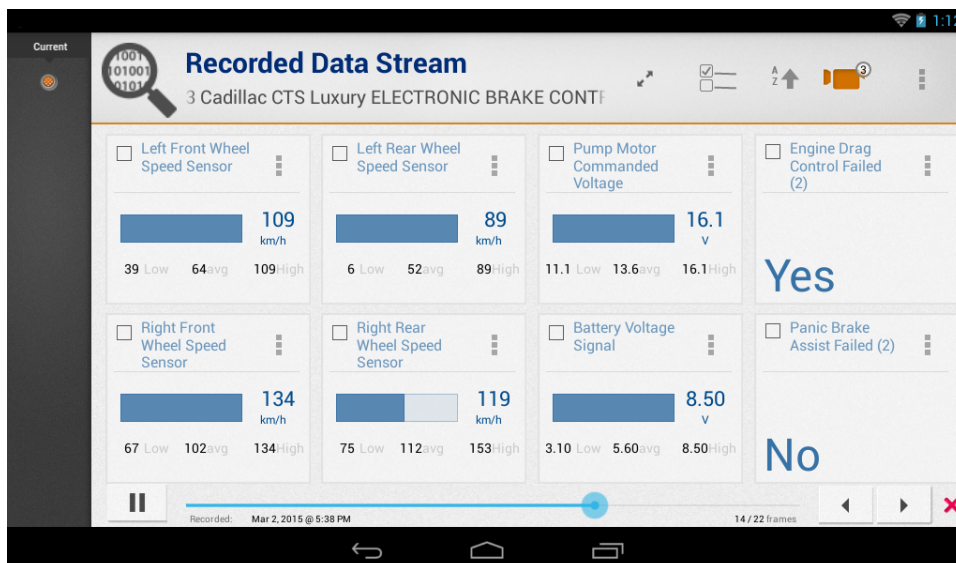 1:12
Current
Recorded Data Stream
3 Cadillac CTS Luxury ELECTRONIC BRAKE CONTR
A
Z
3
Left Front Wheel
Speed Sensor
109
km/h
39 Low 64avg 109High
Left Rear Wheel
Speed Sensor
89
km/h
6 Low 52avg 89High
Pump Motor
Commanded
Voltage
16.1
V
11.1 Low 13.6avg 16.1High
Engine Drag
Control Failed
(2)
Yes
Right Front
Wheel Speed
Sensor
134
km/h
67 Low 102avg 134High
Right Rear
Wheel Speed
Sensor
119
km/h
75 Low 112avg 153High
Battery Voltage
Signal
8.50
V
3.10 Low 5.60avg 8.50High
Panic Brake
Assist Failed (2)
No
Recorded: Mar 2, 2015 @ 5:38 PM
14 / 22 frames